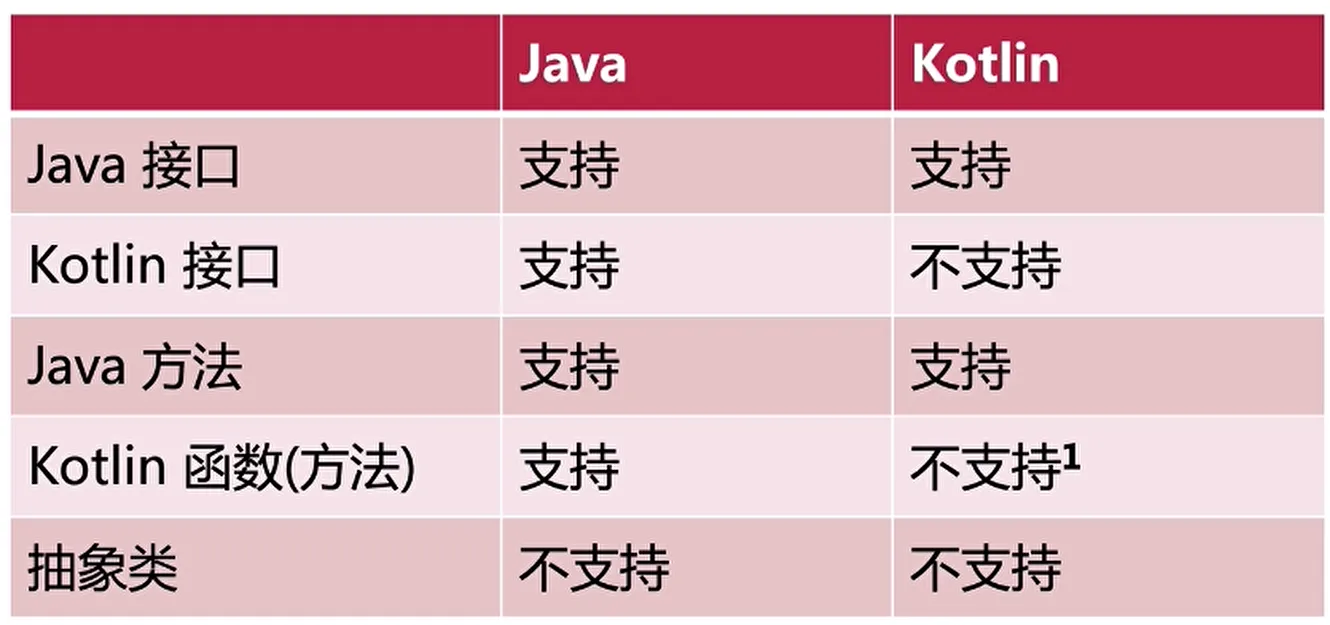 Java Kotlin
Java 接口 支持 支持
Kotlin 接口 支持 不支持
Java 方法 支持 支持
Kotlin 函数(方法) 支持 不支持¹
抽象类 不支持 不支持